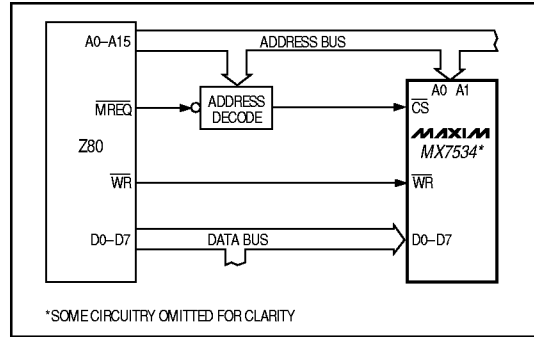 A0–A15
ADDRESS BUS
A0 A1
MREQ
ADDRESS
DECODE
CS
MAXIM
MX7534*
Z80
WR
WR
D0–D7
DATA BUS
D0–D7
*SOME CIRCUITRY OMITTED FOR CLARITY